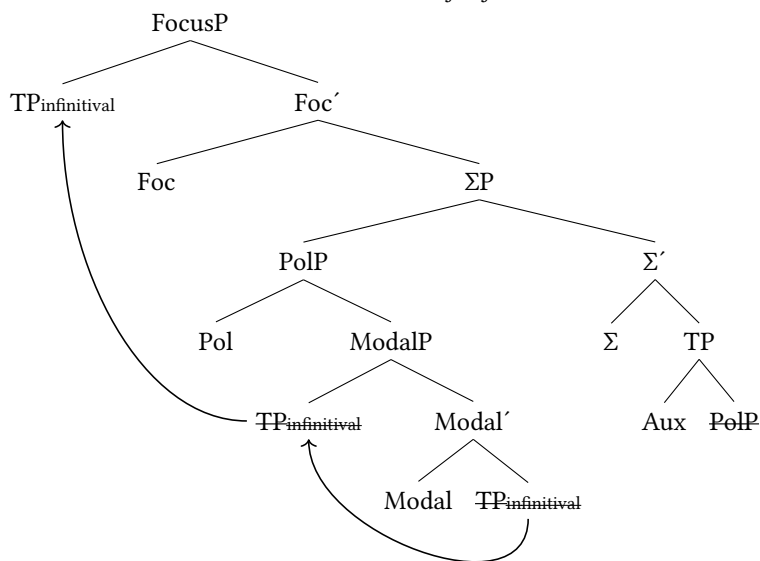 FocusP
TPinfinitival Foc´
Foc ΣP
PolP Σ´
Pol ModalP Σ TP
TPinfinitival Modal´ Aux PolP
Modal TPinfinitival